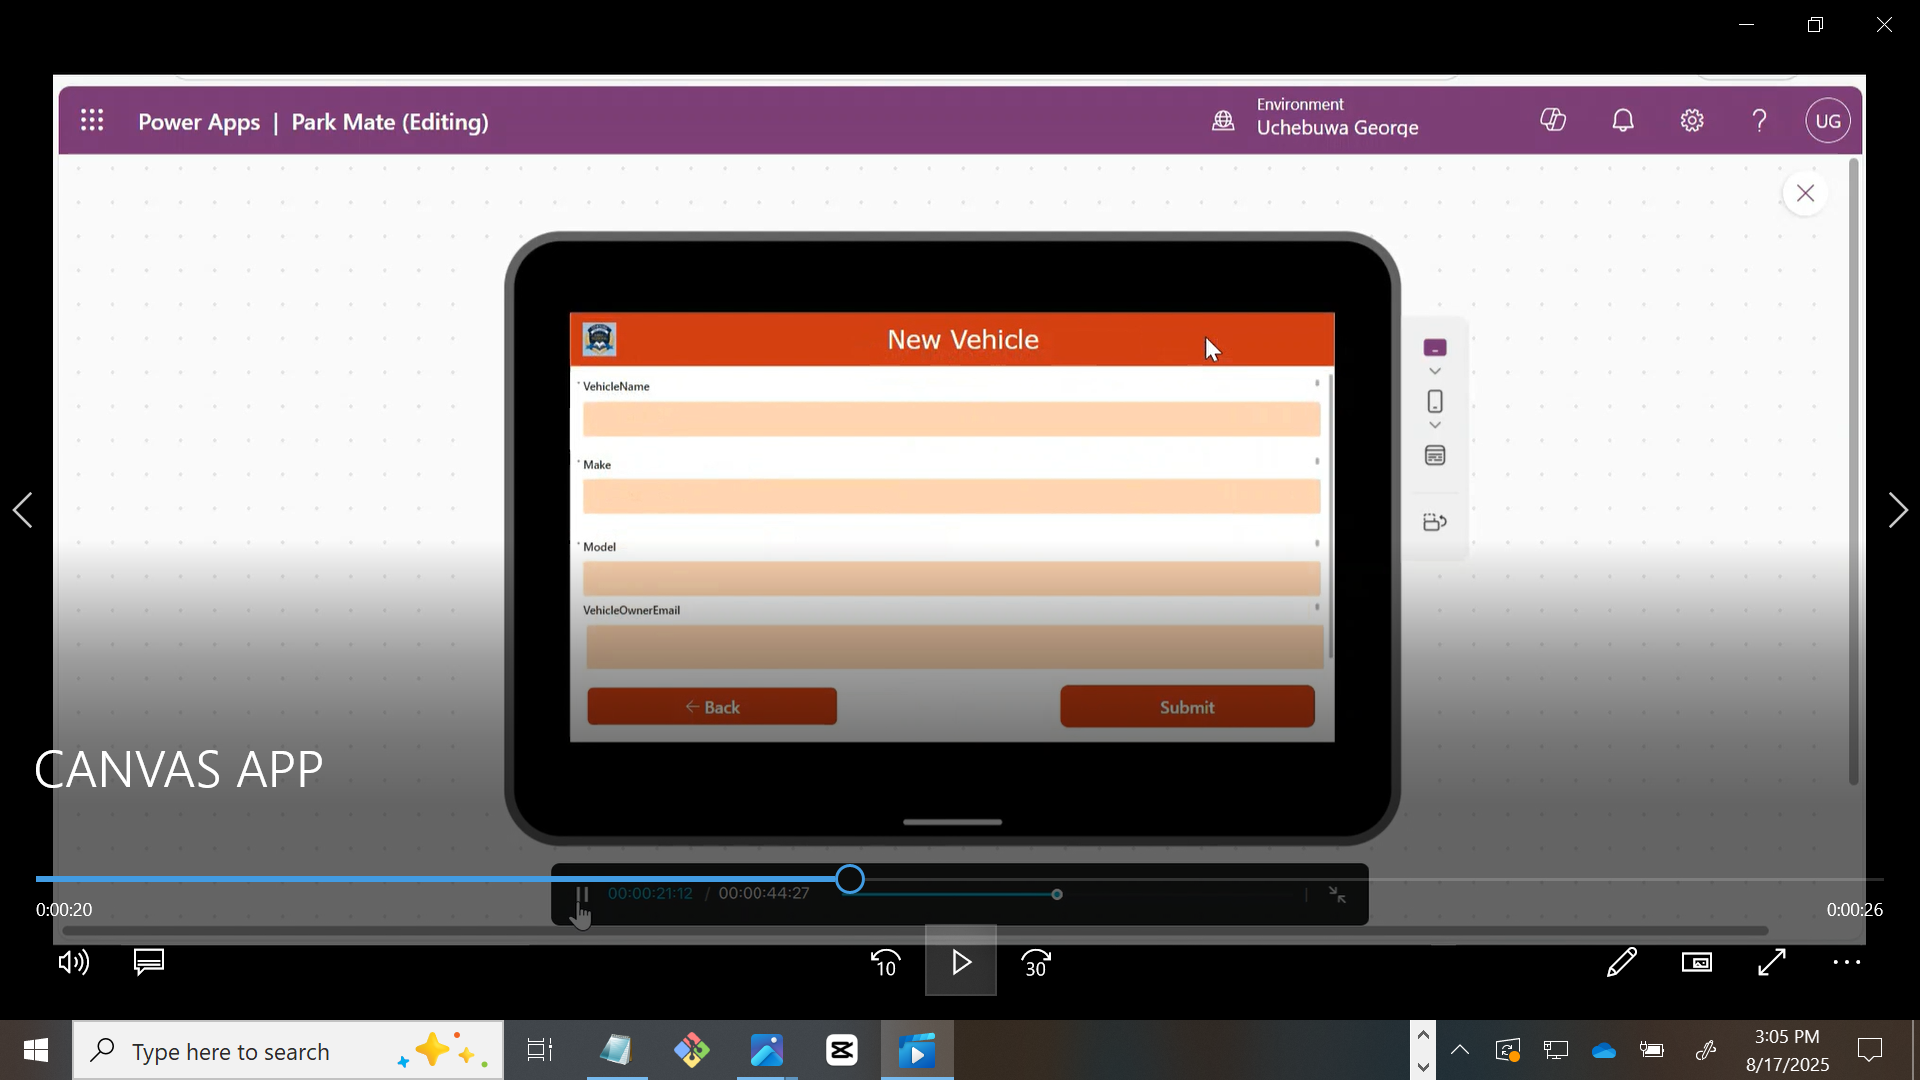 Power Apps | Park Mate (Editing)
Environment
Uchebuwa George
UG
New Vehicle
* VehicleName
* Make
* Model
VehicleOwnerEmail
Back
Submit
CANVAS APP
00:00:21:12 / 00:00:44:27
0:00:20
0:00:26
10
30
Type here to search
3:05 PM
8/17/2025